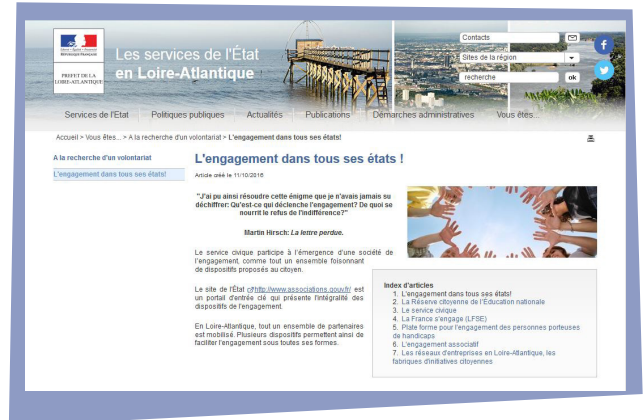 Liberté • Égalité • Fraternité
RÉPUBLIQUE FRANÇAISE
PRÉFET DE LA
LOIRE-ATLANTIQUE
Les services de l'État
en Loire-Atlantique
Contacts
Sites de la région
recherche
ok
Services de l'Etat
Politiques publiques
Actualités
Publications
Démarches administratives
Vous êtes...
Accueil > Vous êtes... > A la recherche d'un volontariat > L'engagement dans tous ses états!
A la recherche d'un volontariat
L'engagement dans tous ses états!
L'engagement dans tous ses états !
Article créé le 11/10/2016
"J'ai pu ainsi résoudre cette énigme que je n'avais jamais su
déchiffrer: Qu'est-ce qui déclenche l'engagement? De quoi se
nourrit le refus de l'indifférence?"
Martin Hirsch: La lettre perdue.
Le service civique participe à l'émergence d'une société de
l'engagement, comme tout un ensemble foisonnant
de dispositifs proposés au citoyen.
Le site de l'État http://www.associations.gouv.fr/ est
un portail d'entrée clé qui présente l'intégralité des
dispositifs de l'engagement.
En Loire-Atlantique, tout un ensemble de partenaires
est mobilisé. Plusieurs dispositifs permettent ainsi de
faciliter l'engagement sous toutes ses formes.
Index d'articles
1. L'engagement dans tous ses états!
2. La Réserve citoyenne de l'Éducation nationale
3. Le service civique
4. La France s'engage (LFSE)
5. Plate forme pour l'engagement des personnes porteuses
de handicaps
6. L'engagement associatif
7. Les réseaux d'entreprises en Loire-Atlantique, les
fabriques d'initiatives citoyennes